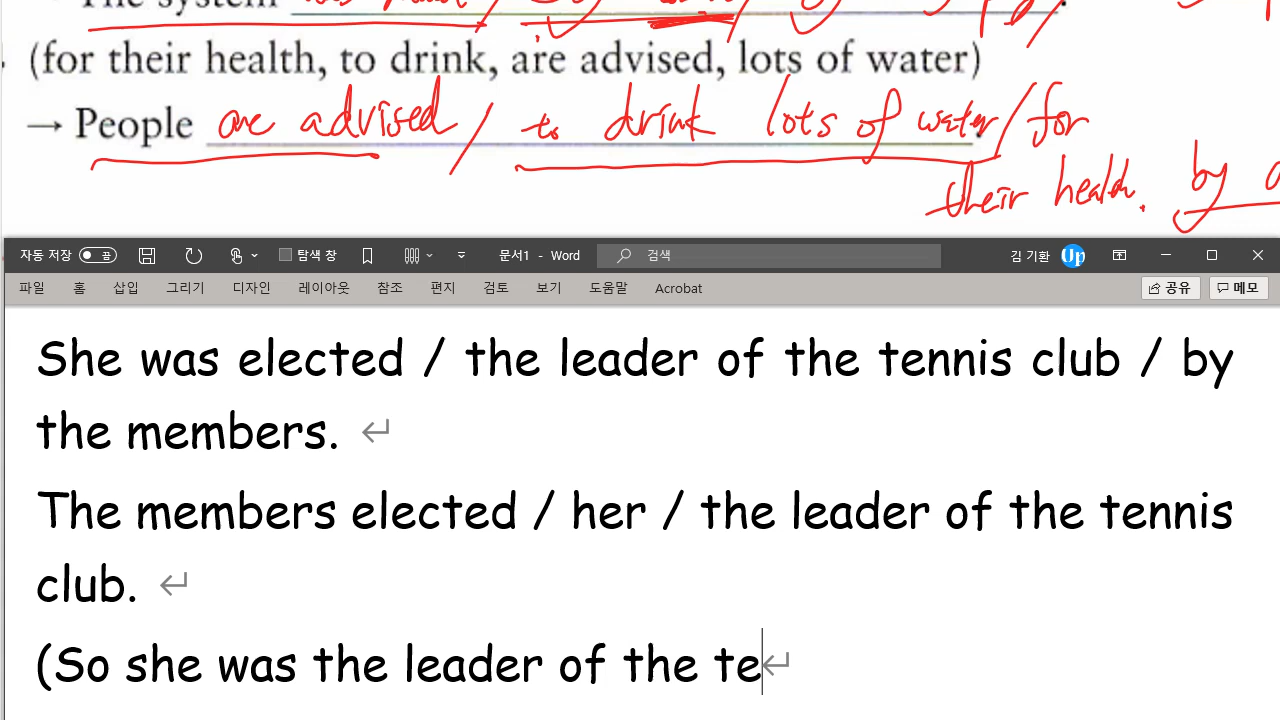 The system
(for their health, to drink, are advised, lots of water)
→ People are advised / to drink lots of water / for
their health. by
자동 저장 끔 탐색 창 문서1 - Word 검색 김 기환 Up
파일 홈 삽입 그리기 디자인 레이아웃 참조 편지 검토 보기 도움말 Acrobat 공유 메모
She was elected / the leader of the tennis club / by
the members.
The members elected / her / the leader of the tennis
club.
(So she was the leader of the te